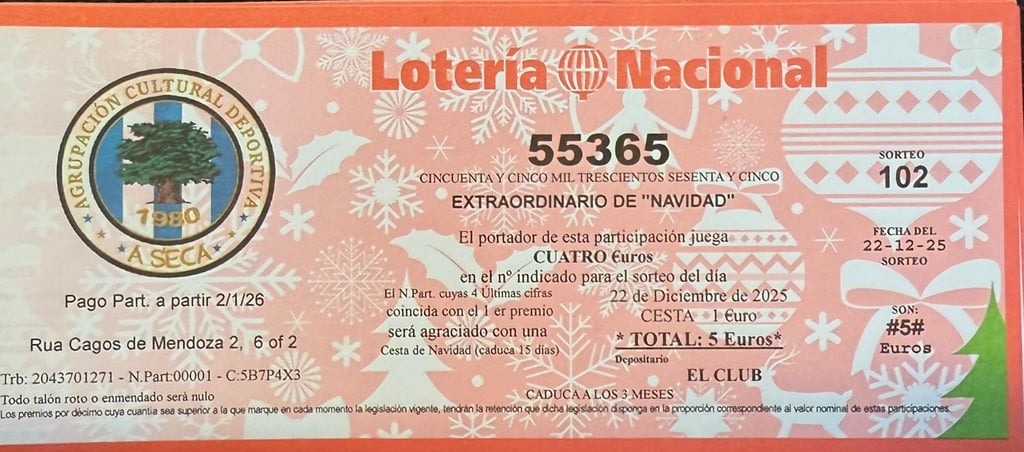 Lotería Nacional
AGRUPACIÓN CULTURAL DEPORTIVA
1980
A SECA
55365
CINCUENTA Y CINCO MIL TRESCIENTOS SESENTA Y CINCO
EXTRAORDINARIO DE "NAVIDAD"
El portador de esta participación juega
CUATRO €uros
en el nº indicado para el sorteo del día
22 de Diciembre de 2025
CESTA 1 €uro
* TOTAL: 5 Euros*
Depositario
EL CLUB
CADUCA A LOS 3 MESES
El N.Part. cuyas 4 Últimas cifras
coincida con el 1 er premio
será agraciado con una
Cesta de Navidad (caduca 15 días)
SORTEO
102
FECHA DEL
22-12-25
SORTEO
SON:
#5#
Euros
Pago Part. a partir 2/1/26
Rua Cagos de Mendoza 2, 6 of 2
Trb: 2043701271 - N.Part:00001 - C:5B7P4X3
Todo talón roto o enmendado será nulo
Los premios por décimo cuya cuantia sea superior a la que marque en cada momento la legislación vigente, tendrán la retención que dicha legislacion disponga en la proporción correspondiente al valor nominal de estas participaciones.